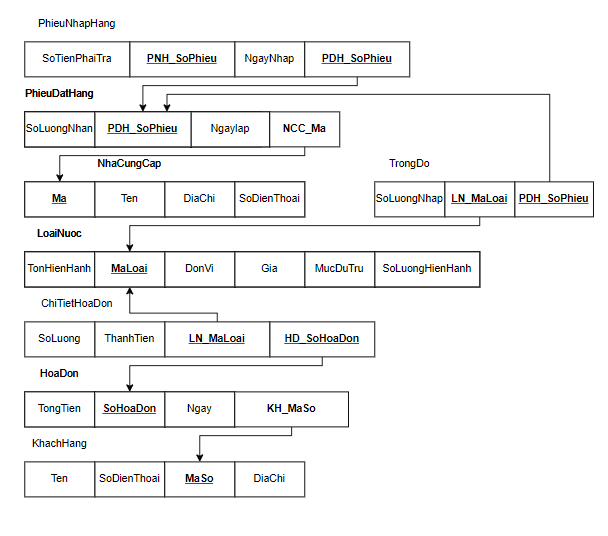 PhieuNhapHang
SoTienPhaiTra PNH_SoPhieu NgayNhap PDH_SoPhieu
PhieuDatHang
SoLuongNhan PDH_SoPhieu Ngaylap NCC_Ma
NhaCungCap TrongDo
Ma Ten DiaChi SoDienThoai SoLuongNhap LN_MaLoai PDH_SoPhieu
LoaiNuoc
TonHienHanh MaLoai DonVi Gia MucDuTru SoLuongHienHanh
ChiTietHoaDon
SoLuong ThanhTien LN_MaLoai HD_SoHoaDon
HoaDon
TongTien SoHoaDon Ngay KH_MaSo
KhachHang
Ten SoDienThoai MaSo DiaChi